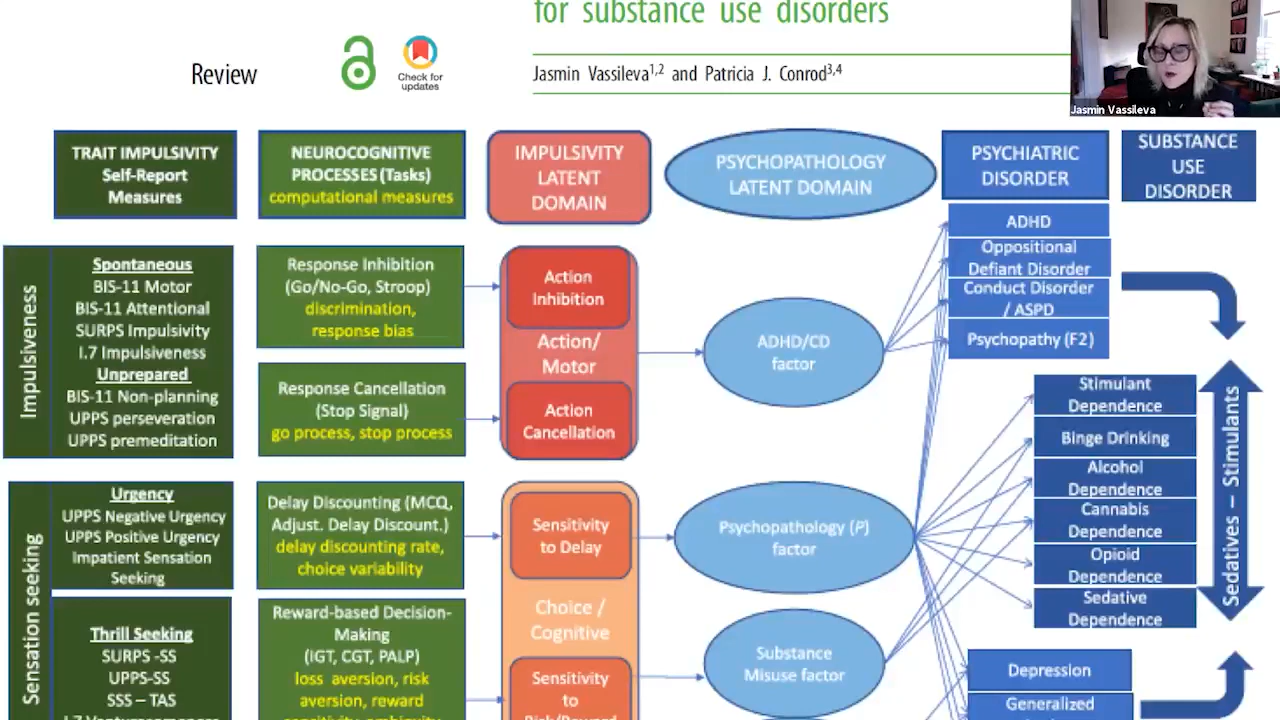 for substance use disorders
Review
Check for
updates
Jasmin Vassileva1,2 and Patricia J. Conrod3,4
Jasmin Vassileva
TRAIT IMPULSIVITY
Self-Report
Measures
NEUROCOGNITIVE
PROCESSES (Tasks)
computational measures
IMPULSIVITY
LATENT
DOMAIN
PSYCHOPATHOLOGY
LATENT DOMAIN
PSYCHIATRIC
DISORDER
SUBSTANCE
USE
DISORDER
Impulsiveness
Spontaneous
BIS-11 Motor
BIS-11 Attentional
SURPS Impulsivity
I.7 Impulsiveness
Unprepared
BIS-11 Non-planning
UPPS perseveration
UPPS premeditation
Response Inhibition
(Go/No-Go, Stroop)
discrimination,
response bias
Response Cancellation
(Stop Signal)
go process, stop process
Action
Inhibition
Action/
Motor
Action
Cancellation
ADHD/CD
factor
ADHD
Oppositional
Defiant Disorder
Conduct Disorder
/ ASPD
Psychopathy (F2)
Stimulant
Dependence
Binge Drinking
Alcohol
Dependence
Cannabis
Dependence
Opioid
Dependence
Sedative
Dependence
Sedatives – Stimulants
Sensation seeking
Urgency
UPPS Negative Urgency
UPPS Positive Urgency
Impatient Sensation
Seeking
Thrill Seeking
SURPS -SS
UPPS-SS
SSS – TAS
Delay Discounting (MCQ,
Adjust. Delay Discount.)
delay discounting rate,
choice variability
Reward-based Decision-
Making
(IGT, CGT, PALP)
loss aversion, risk
aversion, reward
Sensitivity
to Delay
Choice /
Cognitive
Sensitivity
to
Psychopathology (P)
factor
Substance
Misuse factor
Depression
Generalized